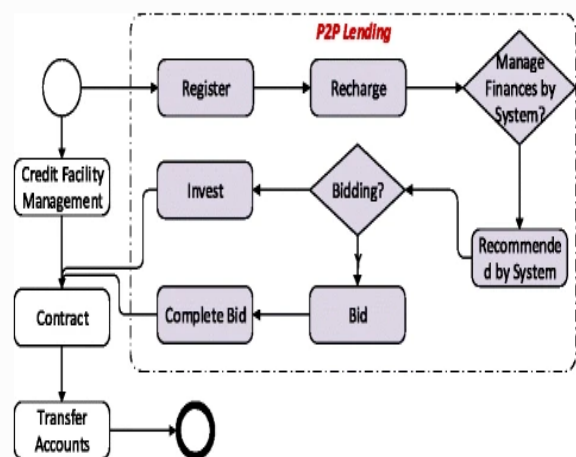 P2P Lending
Register
Recharge
Manage
Finances by
System?
Credit Facility
Management
Invest
Bidding?
Recommende
d by System
Contract
Complete Bid
Bid
Y
Transfer
Accounts